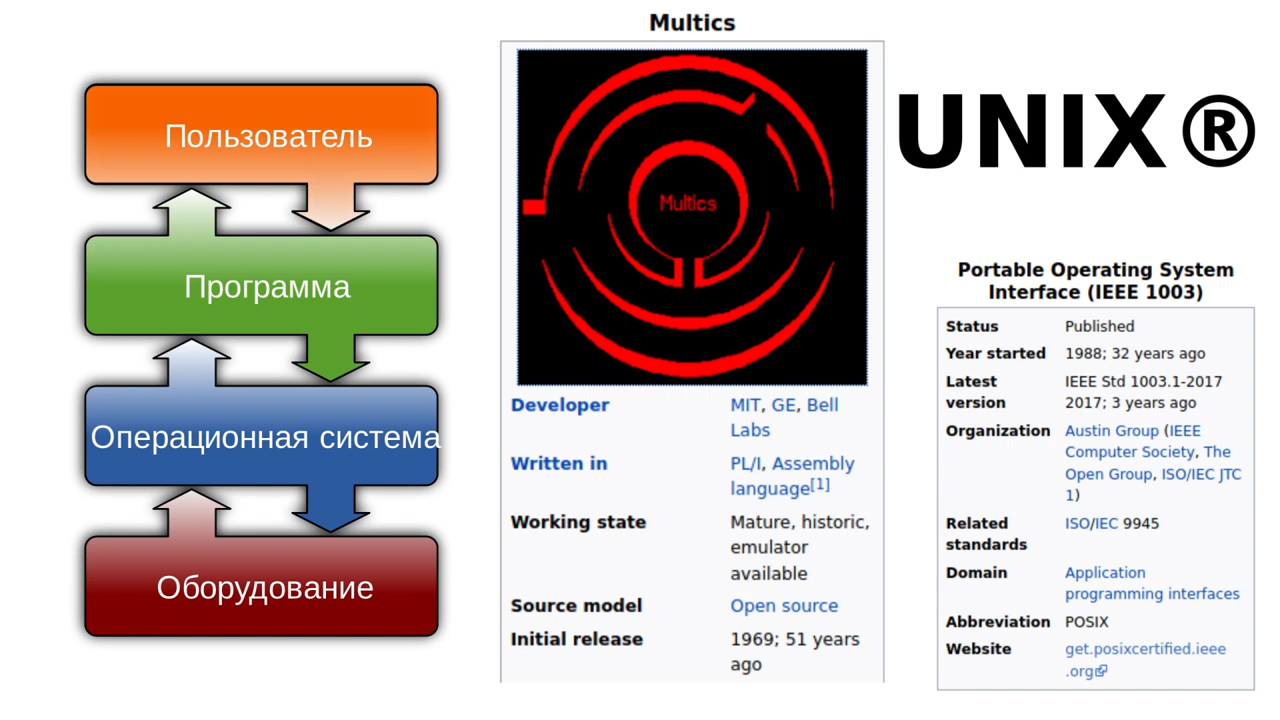 Пользователь
Программа
Операционная система
Оборудование
Multics
Multics
Developer MIT, GE, Bell
Labs
Written in PL/I, Assembly
language[1]
Working state Mature, historic,
emulator
available
Source model Open source
Initial release 1969; 51 years
ago
UNIX®
Portable Operating System
Interface (IEEE 1003)
Status Published
Year started 1988; 32 years ago
Latest IEEE Std 1003.1-2017
version 2017; 3 years ago
Organization Austin Group (IEEE
Computer Society, The
Open Group, ISO/IEC JTC
1)
Related ISO/IEC 9945
standards
Domain Application
programming interfaces
Abbreviation POSIX
Website get.posixcertified.ieee
.org